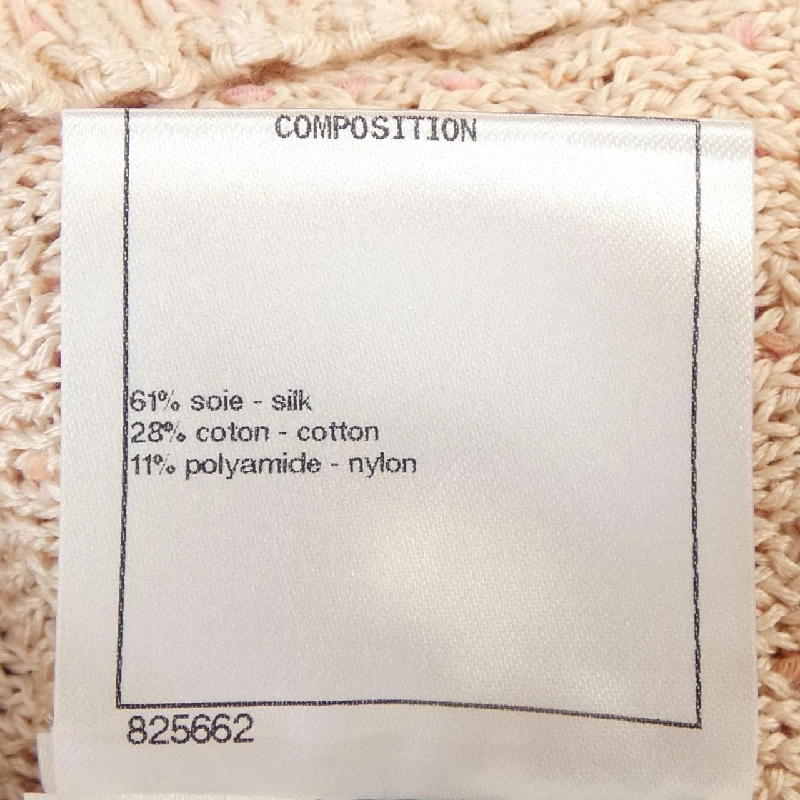 COMPOSITION
61% soie - silk
28% coton - cotton
11% polyamide - nylon
825662